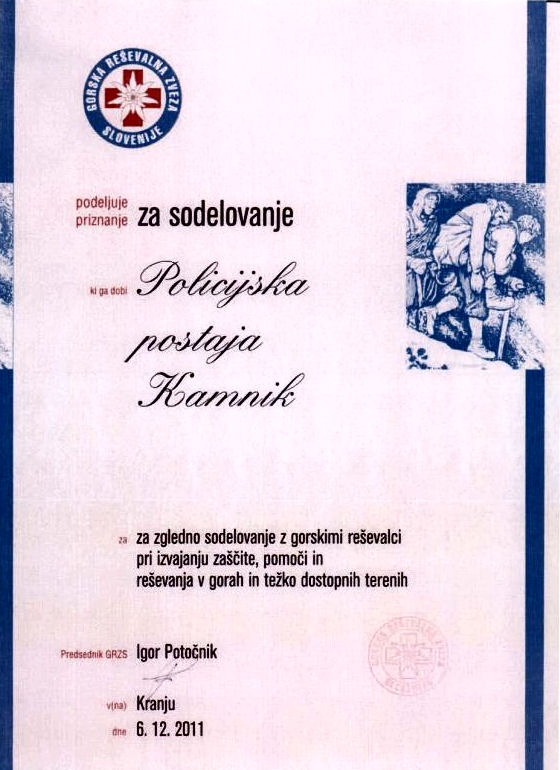 GORSKA REŠEVALNA ZVEZA
SLOVENIJE
podeljuje
priznanje za sodelovanje
ki ga dobi Policijska
postaja
Kamnik
za za zgledno sodelovanje z gorskimi reševalci
pri izvajanju zaščite, pomoči in
reševanja v gorah in težko dostopnih terenih
Predsednik GRZS Igor Potočnik
v(na) Kranju
dne 6. 12. 2011